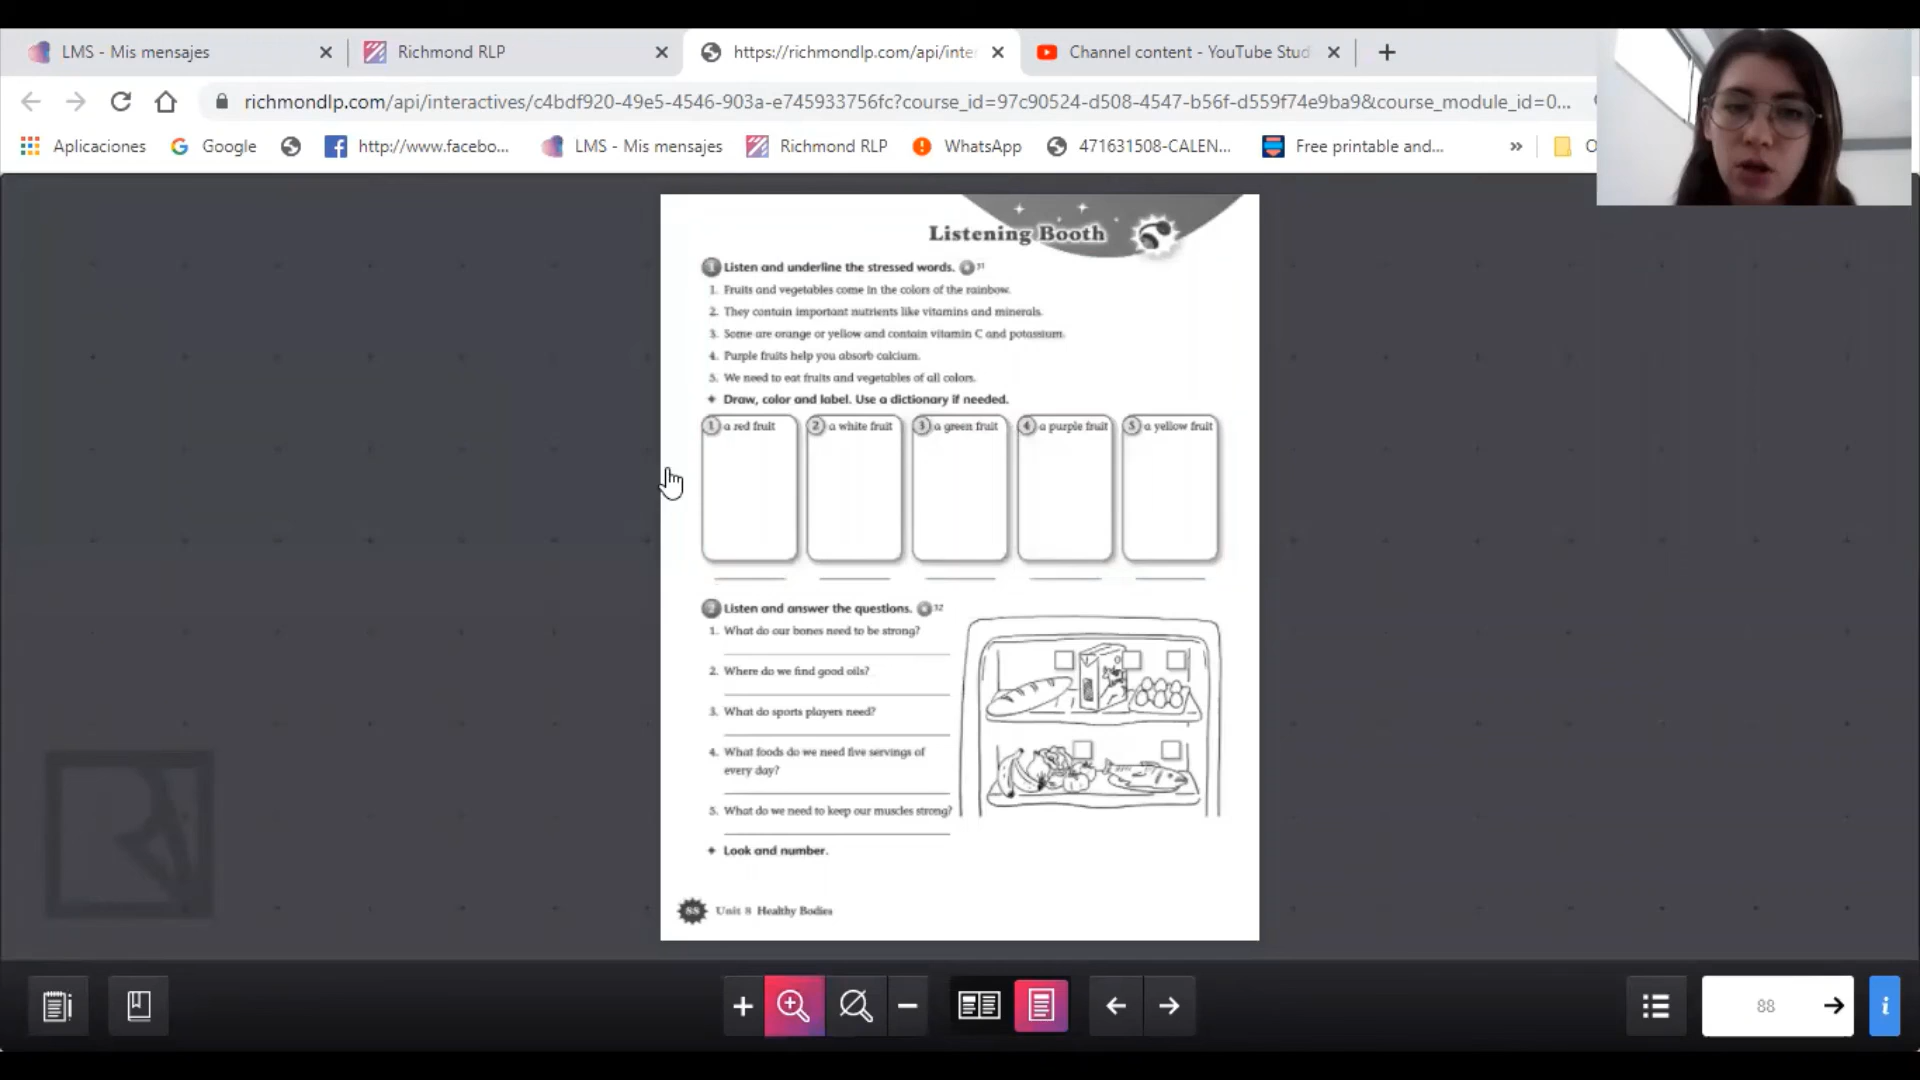 LMS - Mis mensajes
Richmond RLP
https://richmondlp.com/api/inter
Channel content - YouTube Stud
richmondlp.com/api/interactives/c4bdf920-49e5-4546-903a-e745933756fc?course_id=97c90524-d508-4547-b56f-d559f74e9ba9&course_module_id=0...
Aplicaciones
Google
http://www.facebo...
LMS - Mis mensajes
Richmond RLP
WhatsApp
471631508-CALEN...
Free printable and...
»
Listening Booth
1 Listen and underline the stressed words. 31
1. Fruits and vegetables come in the colors of the rainbow.
2. They contain important nutrients like vitamins and minerals.
3. Some are orange or yellow and contain vitamin C and potassium.
4. Purple fruits help you absorb calcium.
5. We need to eat fruits and vegetables of all colors.
Draw, color and label. Use a dictionary if needed.
1 a red fruit
2 a white fruit
3 a green fruit
4 a purple fruit
5 a yellow fruit
2 Listen and answer the questions. 32
1. What do our bones need to be strong?
2. Where do we find good oils?
3. What do sports players need?
4. What foods do we need five servings of
every day?
5. What do we need to keep our muscles strong?
Look and number.
88 Unit 8 Healthy Bodies
88